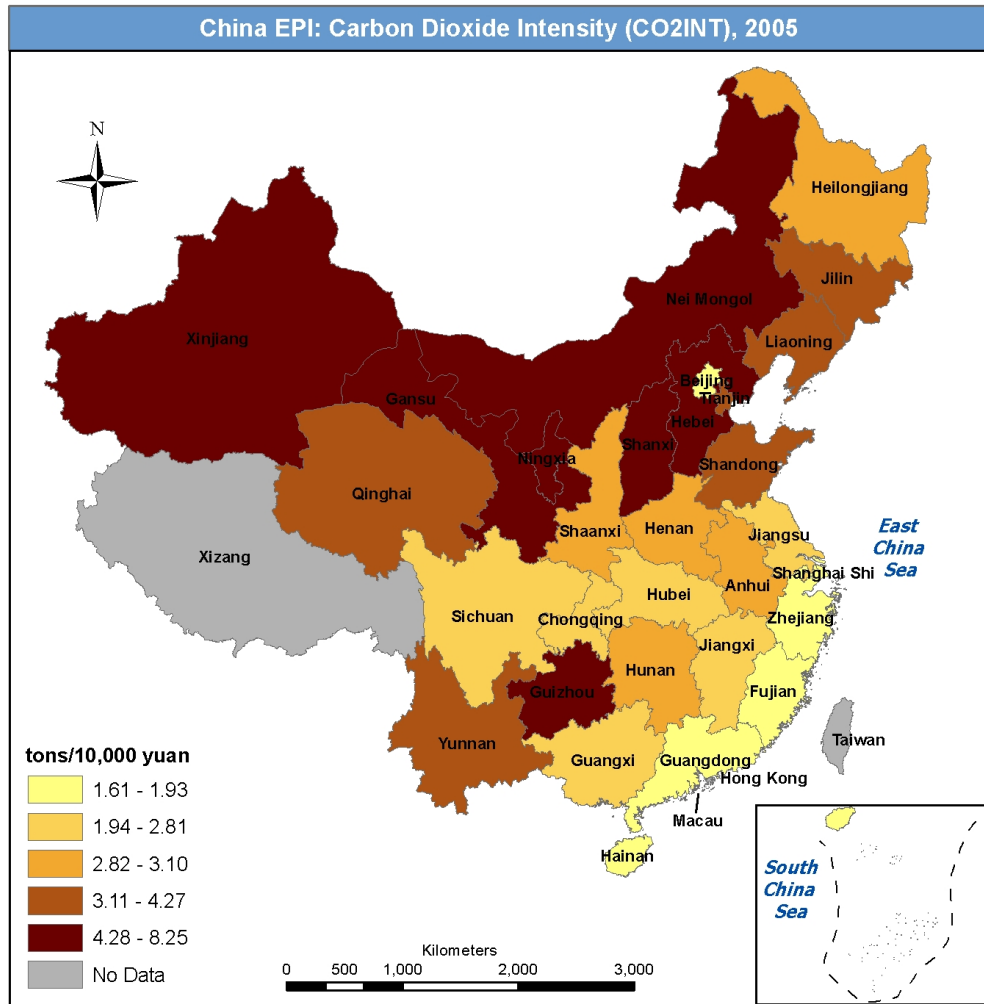 China EPI: Carbon Dioxide Intensity (CO2INT), 2005
N
Heilongjiang
Jilin
Nei Mongol
Xinjiang
Liaoning
Beijing
Tianjin
Gansu
Hebei
Shanxi
Ningxia
Shandong
Qinghai
Shaanxi
Henan
Jiangsu
East
China
Sea
Xizang
Shanghai Shi
Anhui
Hubei
Sichuan
Chongqing
Zhejiang
Jiangxi
Hunan
Guizhou
Fujian
Yunnan
Taiwan
Guangxi
Guangdong
Hong Kong
Macau
Hainan
tons/10,000 yuan
1.61 - 1.93
1.94 - 2.81
2.82 - 3.10
3.11 - 4.27
4.28 - 8.25
No Data
South
China
Sea
Kilometers
0 500 1,000 2,000 3,000